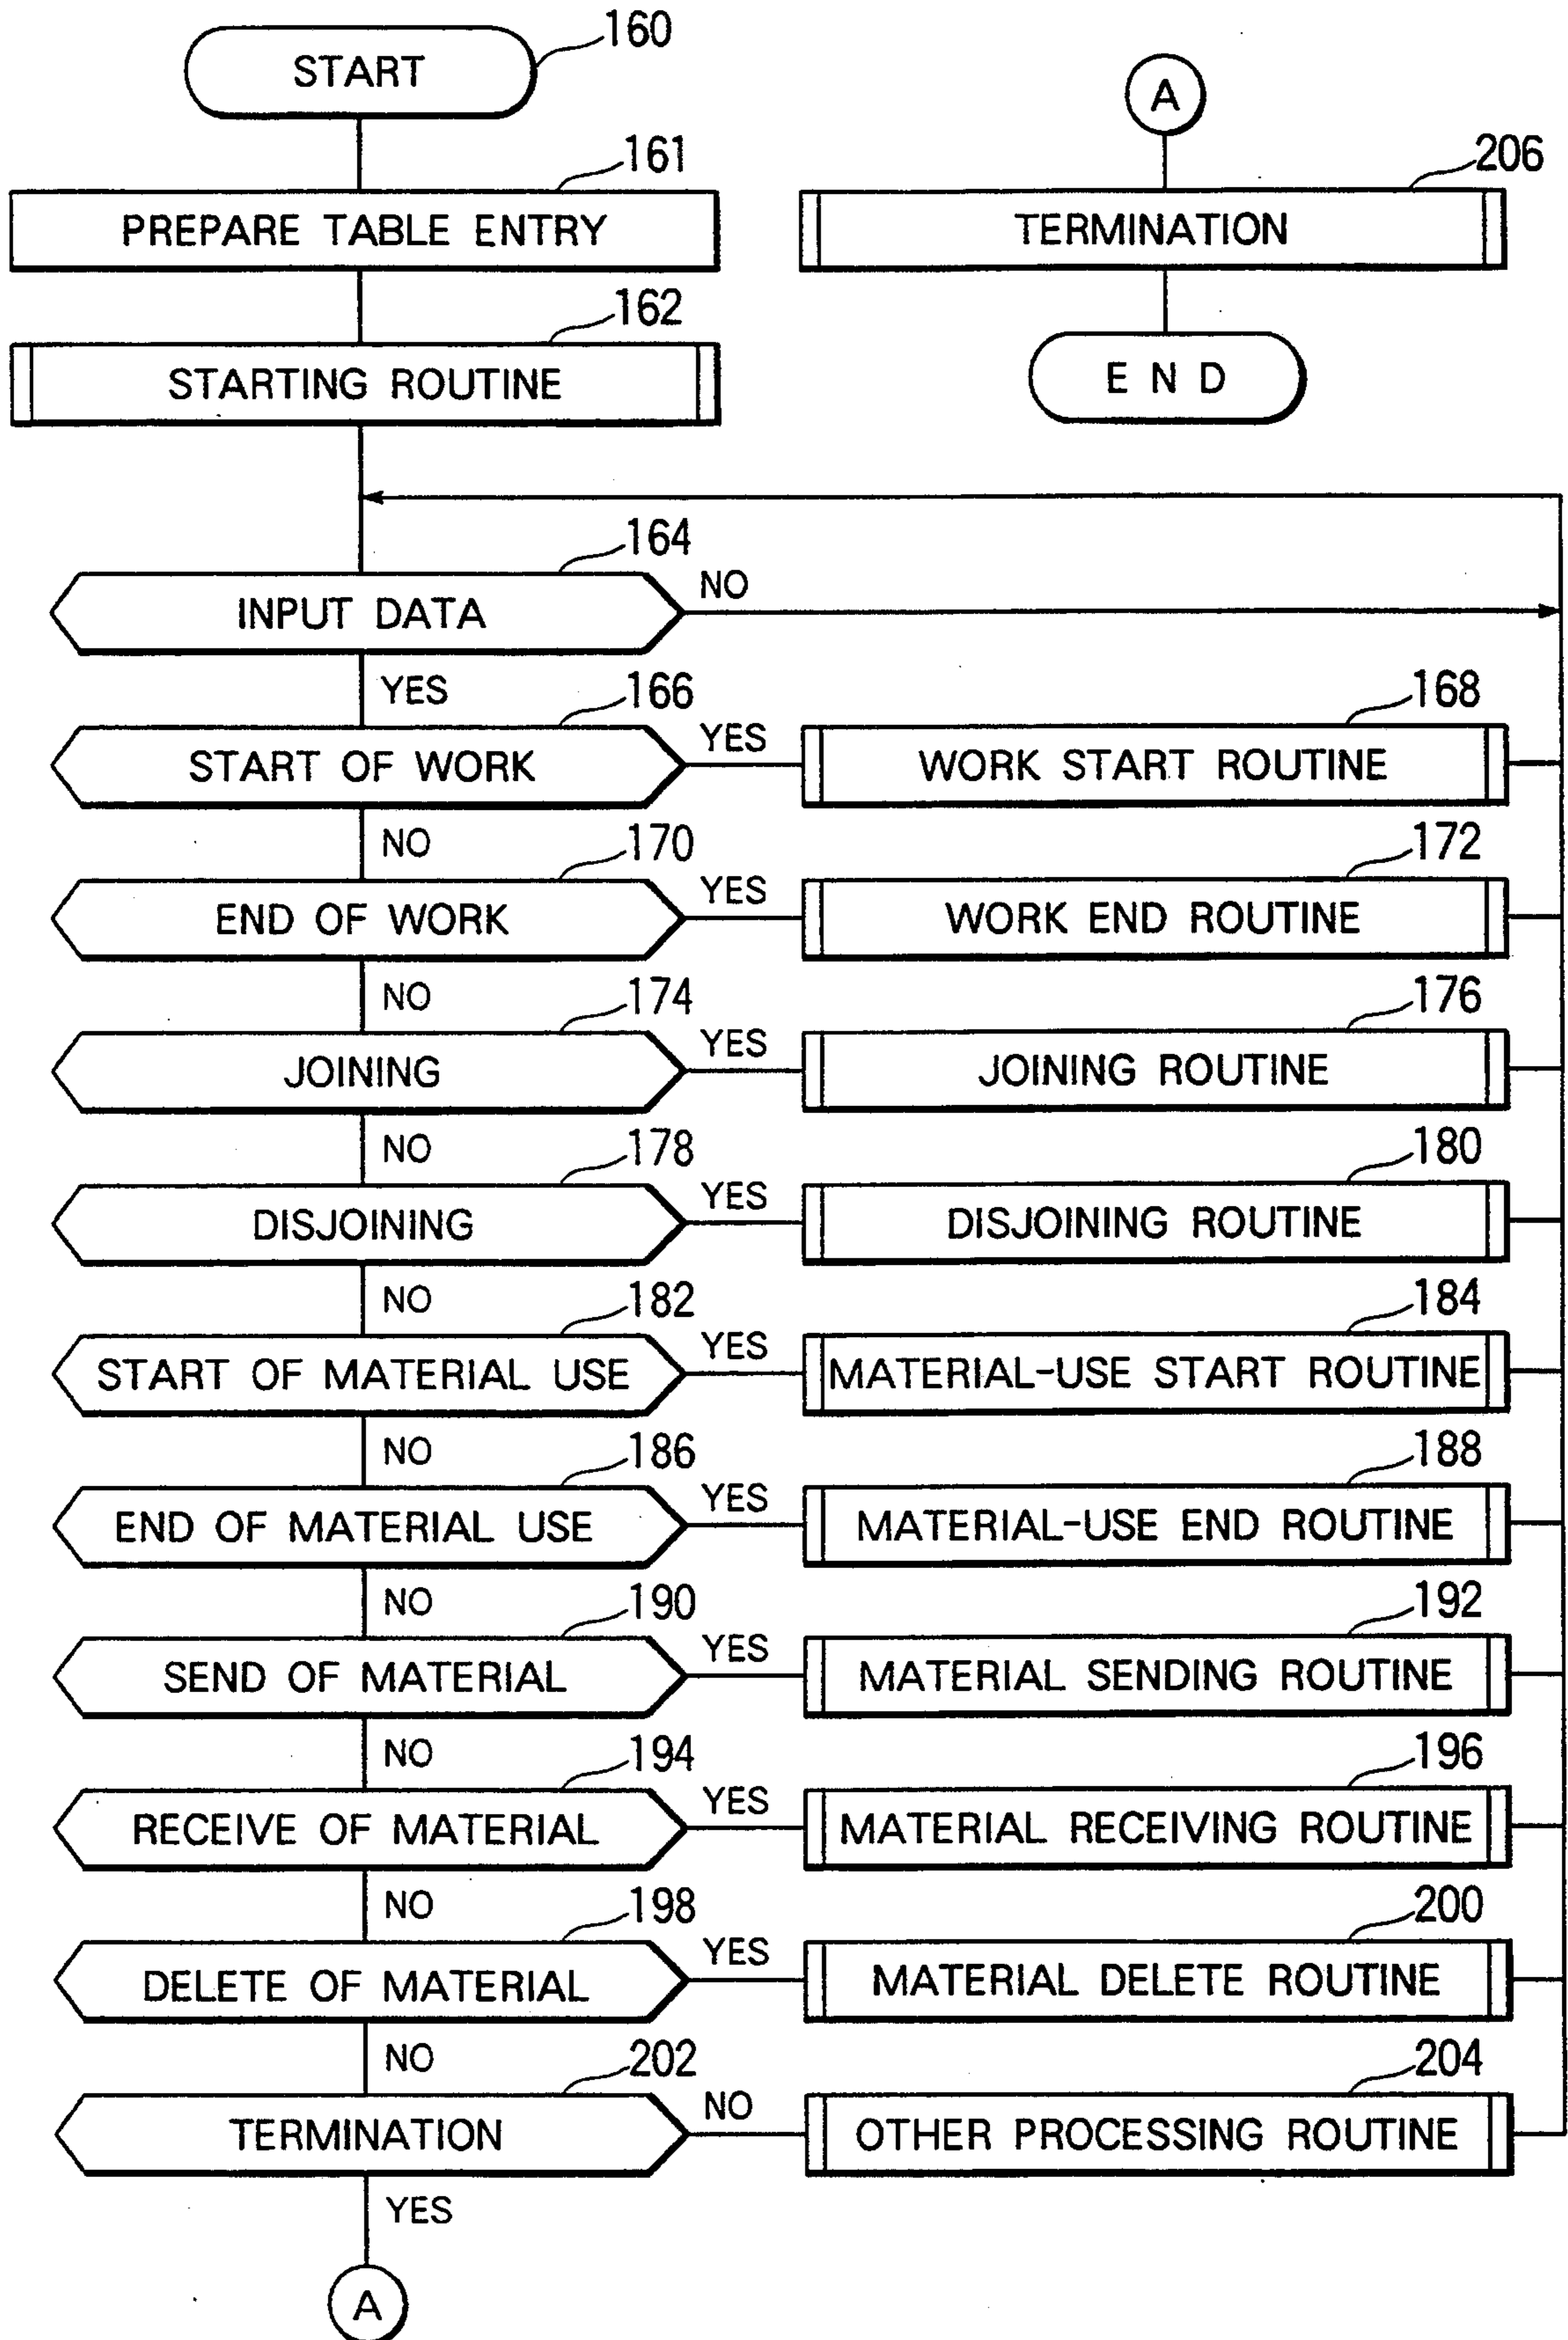 160
START
A
161
206
PREPARE TABLE ENTRY
TERMINATION
162
STARTING ROUTINE
E N D
164
INPUT DATA
NO
YES
166
168
START OF WORK
YES
WORK START ROUTINE
NO
170
172
END OF WORK
YES
WORK END ROUTINE
NO
174
176
JOINING
YES
JOINING ROUTINE
NO
178
180
DISJOINING
YES
DISJOINING ROUTINE
NO
182
184
START OF MATERIAL USE
YES
MATERIAL-USE START ROUTINE
NO
186
188
END OF MATERIAL USE
YES
MATERIAL-USE END ROUTINE
NO
190
192
SEND OF MATERIAL
YES
MATERIAL SENDING ROUTINE
NO
194
196
RECEIVE OF MATERIAL
YES
MATERIAL RECEIVING ROUTINE
NO
198
200
DELETE OF MATERIAL
YES
MATERIAL DELETE ROUTINE
NO
202
204
TERMINATION
NO
OTHER PROCESSING ROUTINE
YES
A